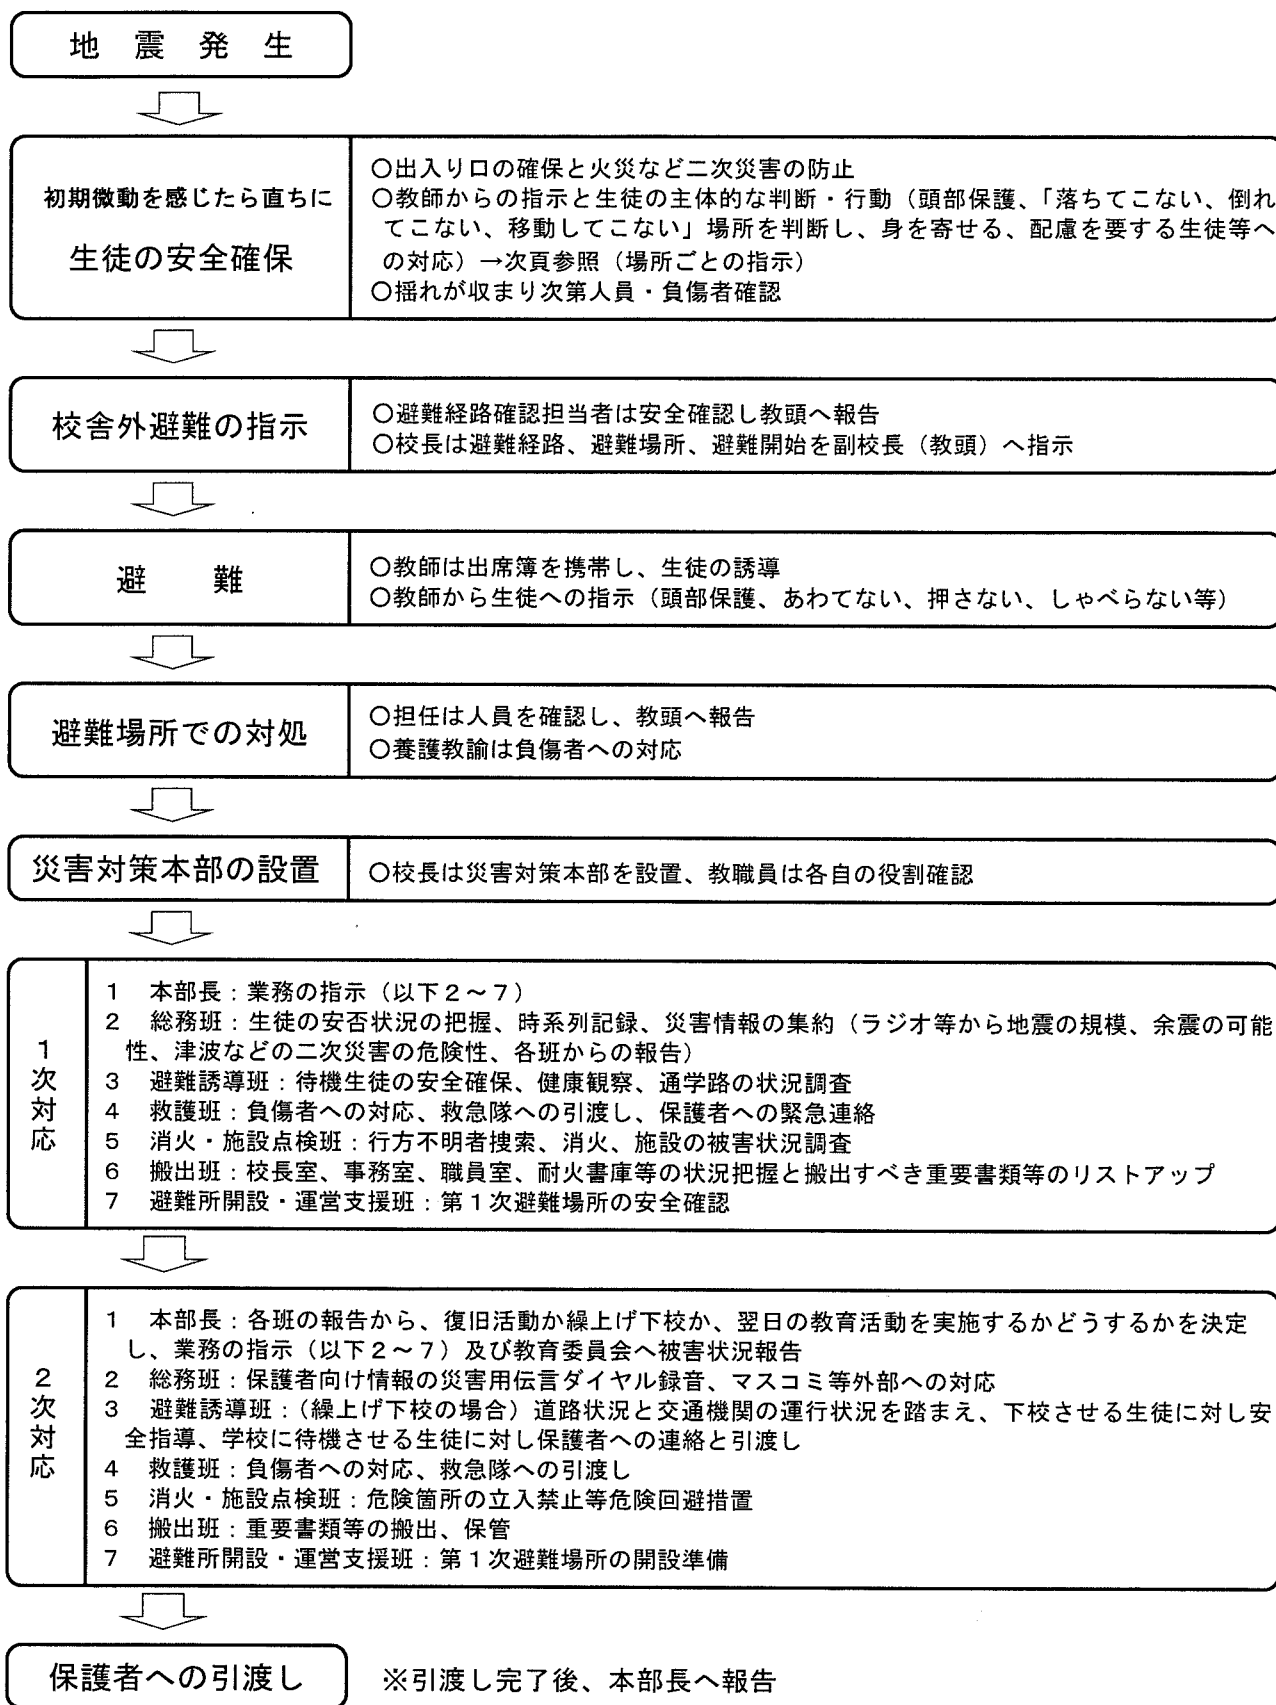 地　震　発　生
初期微動を感じたら直ちに
生徒の安全確保
○出入り口の確保と火災など二次災害の防止
○教師からの指示と生徒の主体的な判断・行動（頭部保護、「落ちてこない、倒れ
てこない、移動してこない」場所を判断し、身を寄せる、配慮を要する生徒等へ
の対応）→次頁参照（場所ごとの指示）
○揺れが収まり次第人員・負傷者確認
校舎外避難の指示
○避難経路確認担当者は安全確認し教頭へ報告
○校長は避難経路、避難場所、避難開始を副校長（教頭）へ指示
避　　難
○教師は出席簿を携帯し、生徒の誘導
○教師から生徒への指示（頭部保護、あわてない、押さない、しゃべらない等）
避難場所での対処
○担任は人員を確認し、教頭へ報告
○養護教諭は負傷者への対応
災害対策本部の設置
○校長は災害対策本部を設置、教職員は各自の役割確認
１次対応
１　本部長：業務の指示（以下２～７）
２　総務班：生徒の安否状況の把握、時系列記録、災害情報の集約（ラジオ等から地震の規模、余震の可能
性、津波などの二次災害の危険性、各班からの報告）
３　避難誘導班：待機生徒の安全確保、健康観察、通学路の状況調査
４　救護班：負傷者への対応、救急隊への引渡し、保護者への緊急連絡
５　消火・施設点検班：行方不明者捜索、消火、施設の被害状況調査
６　搬出班：校長室、事務室、職員室、耐火書庫等の状況把握と搬出すべき重要書類等のリストアップ
７　避難所開設・運営支援班：第１次避難場所の安全確認
２次対応
１　本部長：各班の報告から、復旧活動か繰上げ下校か、翌日の教育活動を実施するかどうするかを決定
し、業務の指示（以下２～７）及び教育委員会へ被害状況報告
２　総務班：保護者向け情報の災害用伝言ダイヤル録音、マスコミ等外部への対応
３　避難誘導班：（繰上げ下校の場合）道路状況と交通機関の運行状況を踏まえ、下校させる生徒に対し安
全指導、学校に待機させる生徒に対し保護者への連絡と引渡し
４　救護班：負傷者への対応、救急隊への引渡し
５　消火・施設点検班：危険箇所の立入禁止等危険回避措置
６　搬出班：重要書類等の搬出、保管
７　避難所開設・運営支援班：第１次避難場所の開設準備
保護者への引渡し
※引渡し完了後、本部長へ報告